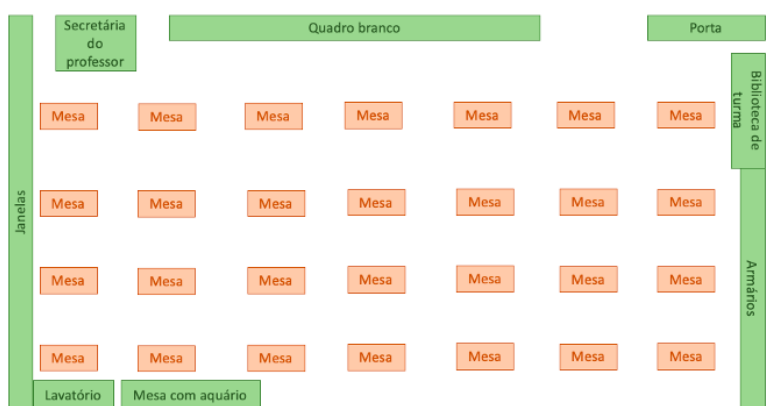 Secretária
do
professor
Quadro branco
Porta
Biblioteca de
turma
Mesa Mesa Mesa Mesa Mesa Mesa Mesa
Janelas
Mesa Mesa Mesa Mesa Mesa Mesa Mesa
Armários
Mesa Mesa Mesa Mesa Mesa Mesa Mesa
Mesa Mesa Mesa Mesa Mesa Mesa Mesa
Lavatório
Mesa com aquário